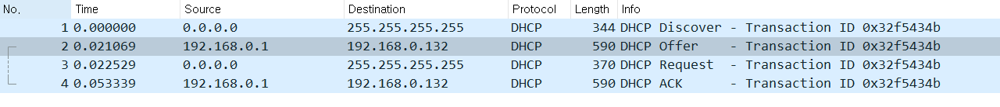 No. Time Source Destination Protocol Length Info
1 0.000000 0.0.0.0 255.255.255.255 DHCP 344 DHCP Discover - Transaction ID 0x32f5434b
2 0.021069 192.168.0.1 192.168.0.132 DHCP 590 DHCP Offer - Transaction ID 0x32f5434b
3 0.022529 0.0.0.0 255.255.255.255 DHCP 370 DHCP Request - Transaction ID 0x32f5434b
4 0.053339 192.168.0.1 192.168.0.132 DHCP 590 DHCP ACK - Transaction ID 0x32f5434b